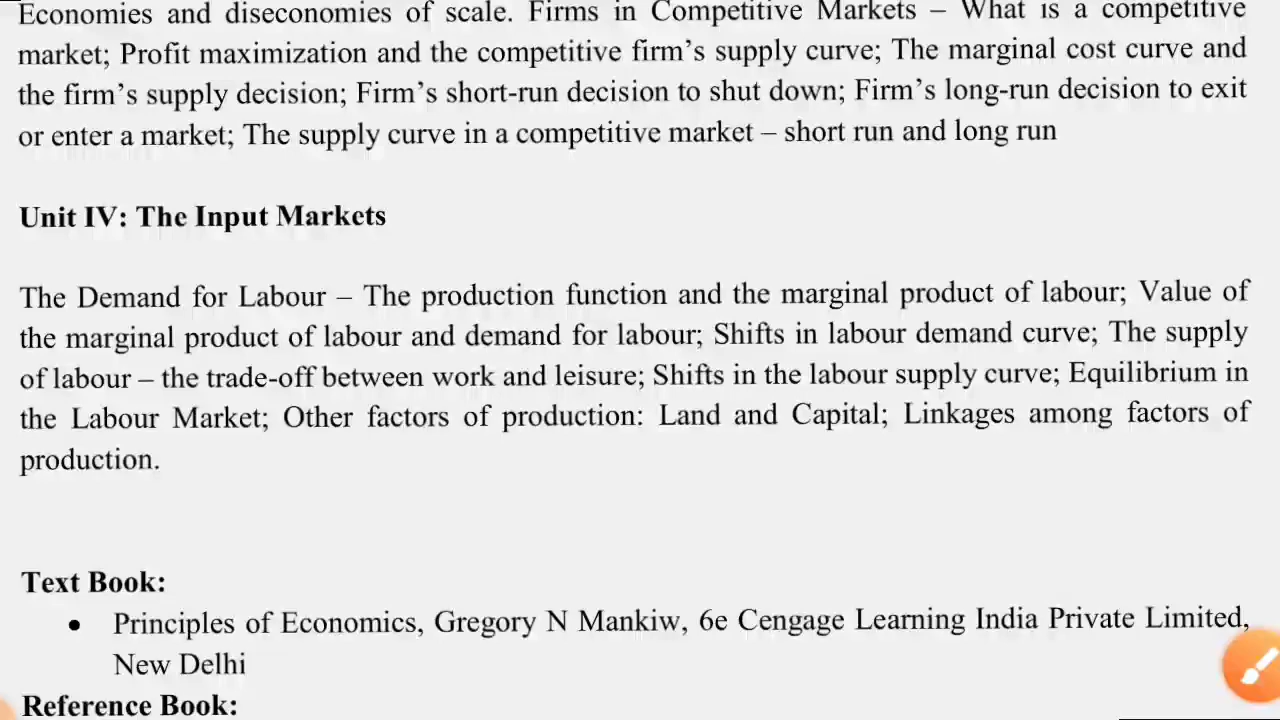 Economies and diseconomies of scale. Firms in Competitive Markets – What is a competitive
market; Profit maximization and the competitive firm’s supply curve; The marginal cost curve and
the firm’s supply decision; Firm’s short-run decision to shut down; Firm’s long-run decision to exit
or enter a market; The supply curve in a competitive market – short run and long run
Unit IV: The Input Markets
The Demand for Labour – The production function and the marginal product of labour; Value of
the marginal product of labour and demand for labour; Shifts in labour demand curve; The supply
of labour – the trade-off between work and leisure; Shifts in the labour supply curve; Equilibrium in
the Labour Market; Other factors of production: Land and Capital; Linkages among factors of
production.
Text Book:
• Principles of Economics, Gregory N Mankiw, 6e Cengage Learning India Private Limited,
New Delhi
Reference Book: